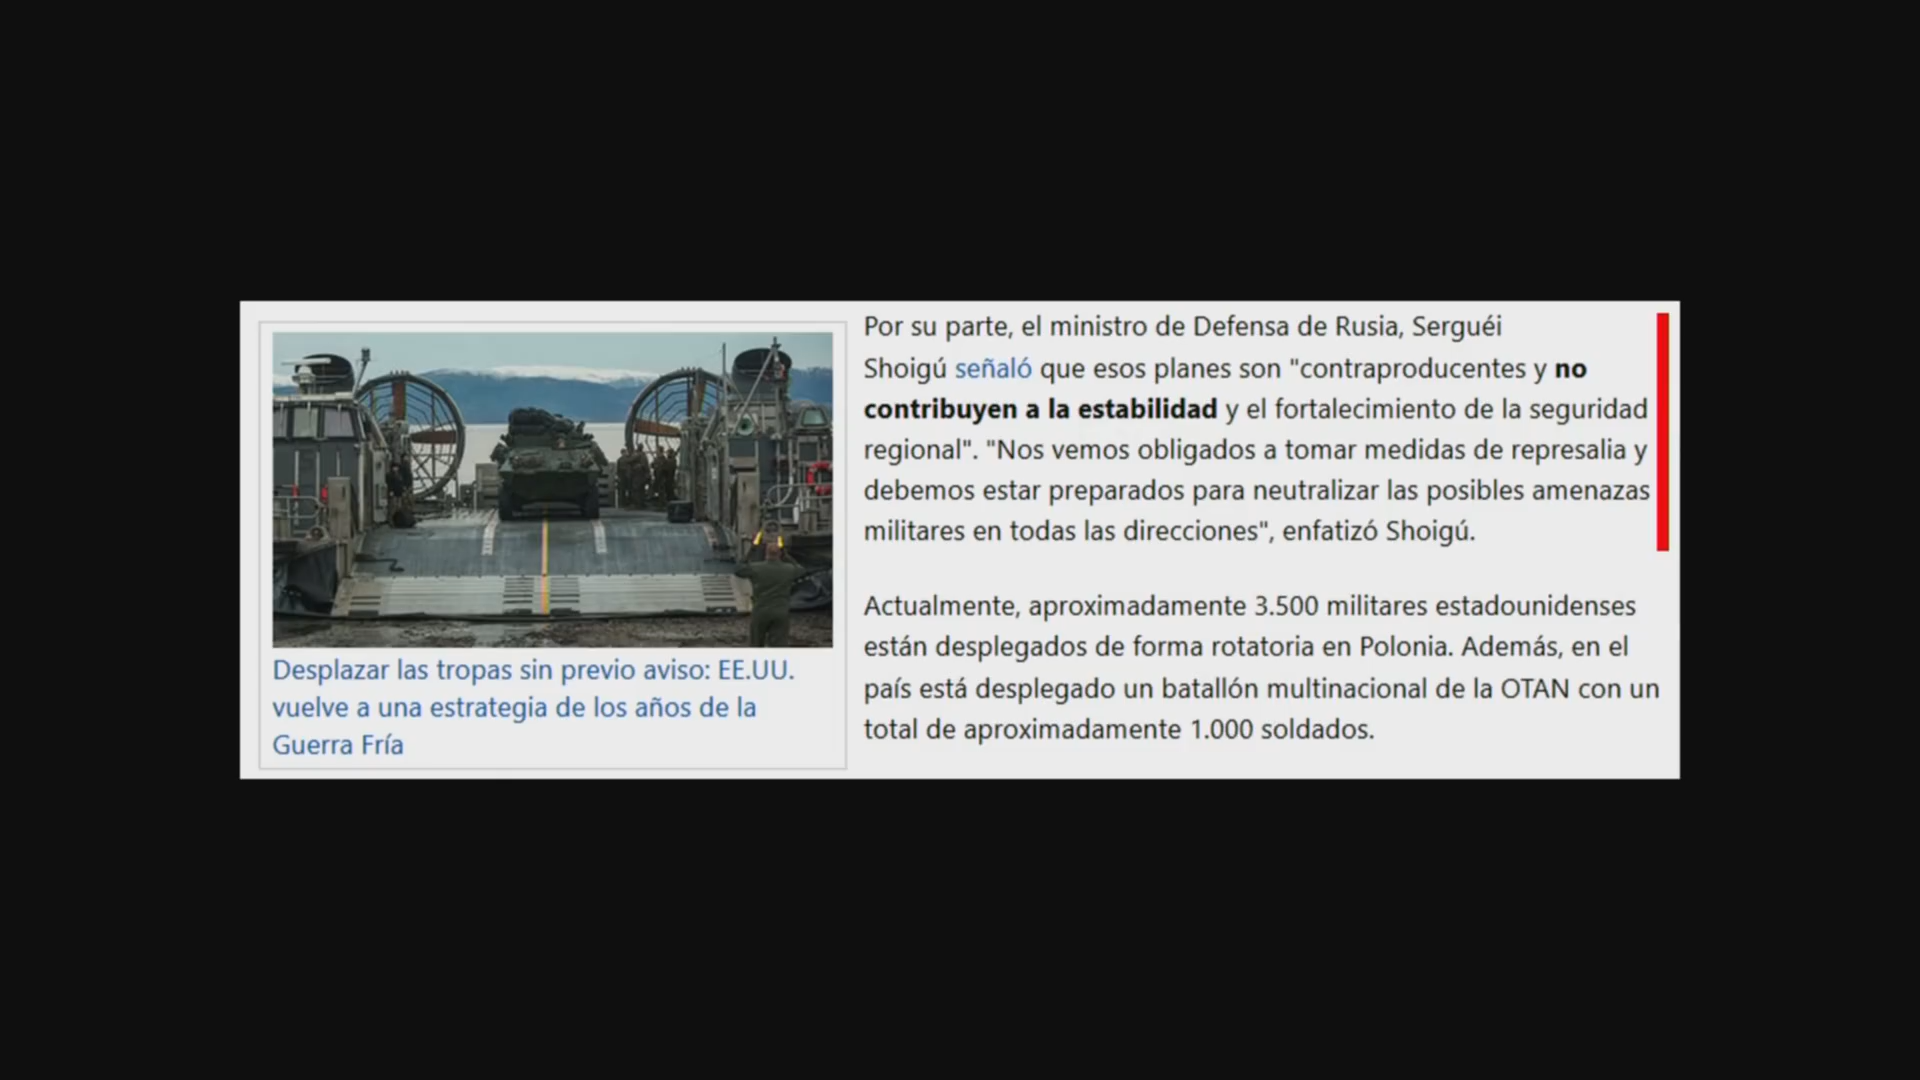 Desplazar las tropas sin previo aviso: EE.UU.
vuelve a una estrategia de los años de la
Guerra Fría
Por su parte, el ministro de Defensa de Rusia, Serguéi
Shoigú señaló que esos planes son "contraproducentes y no
contribuyen a la estabilidad y el fortalecimiento de la seguridad
regional". "Nos vemos obligados a tomar medidas de represalia y
debemos estar preparados para neutralizar las posibles amenazas
militares en todas las direcciones", enfatizó Shoigú.
Actualmente, aproximadamente 3.500 militares estadounidenses
están desplegados de forma rotatoria en Polonia. Además, en el
país está desplegado un batallón multinacional de la OTAN con un
total de aproximadamente 1.000 soldados.